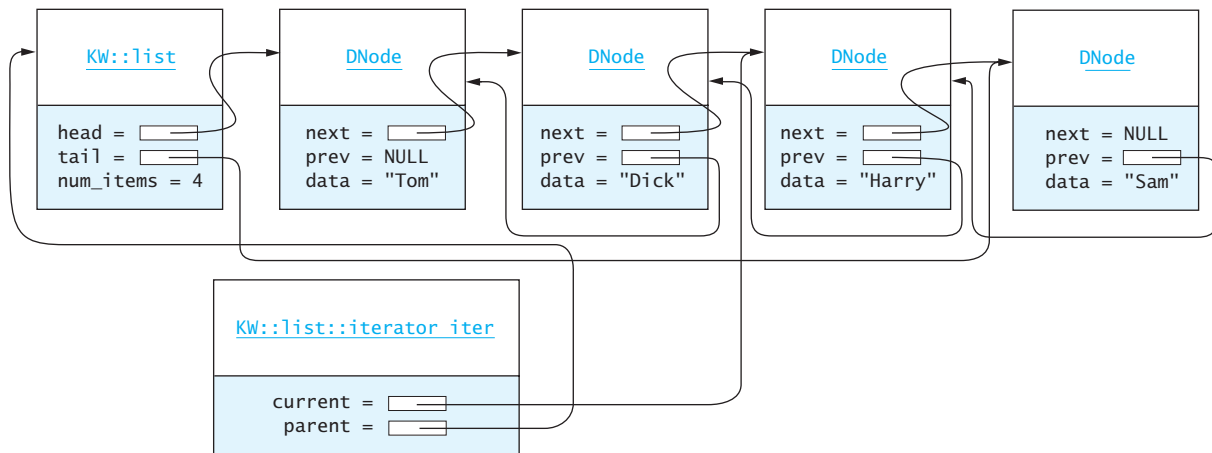 KW::list
head =
tail =
num_items = 4
DNode
next =
prev = NULL
data = "Tom"
DNode
next =
prev =
data = "Dick"
DNode
next =
prev =
data = "Harry"
DNode
next = NULL
prev =
data = "Sam"
KW::list::iterator iter
current =
parent =